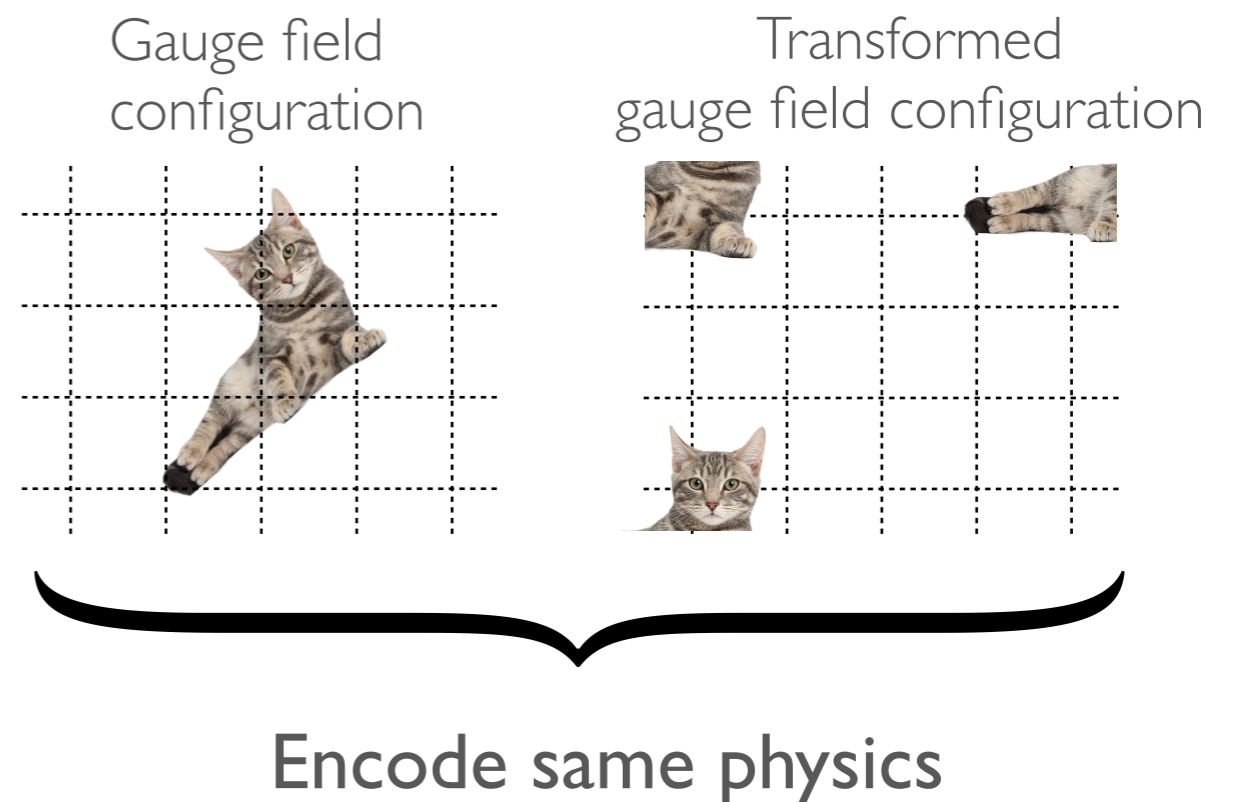 Gauge field
configuration
Transformed
gauge field configuration
Encode same physics